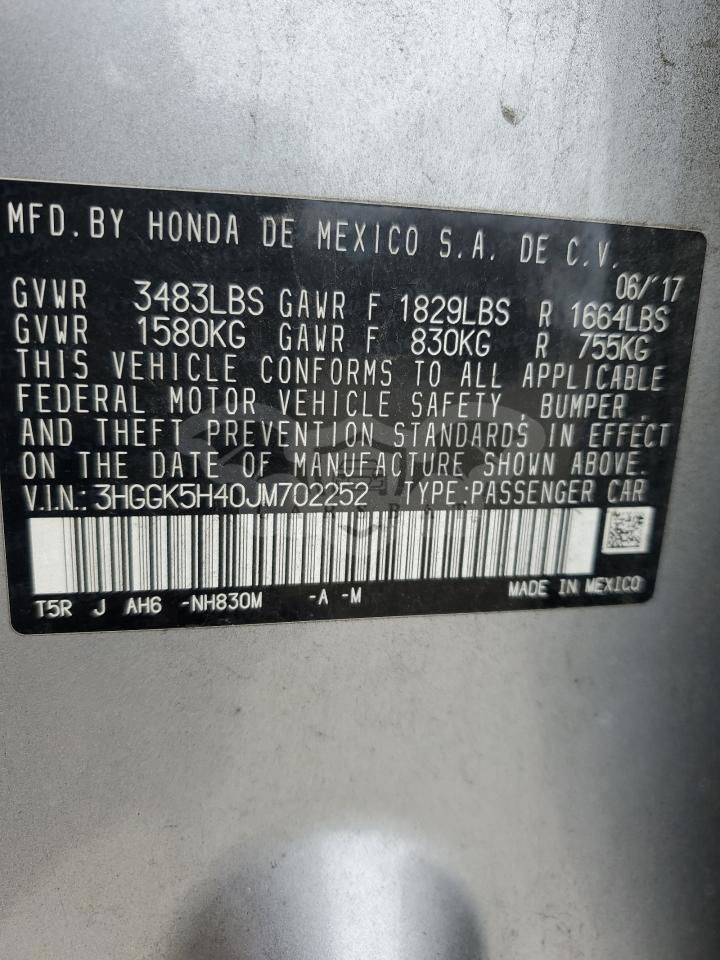 MFD. BY HONDA DE MEXICO S.A. DE C.V.
06/'17
GVWR 3483LBS GAWR F 1829LBS R 1664LBS
GVWR 1580KG GAWR F 830KG R 755KG
THIS VEHICLE CONFORMS TO ALL APPLICABLE
FEDERAL MOTOR VEHICLE SAFETY , BUMPER ,
AND THEFT PREVENTION STANDARDS IN EFFECT
ON THE DATE OF MANUFACTURE SHOWN ABOVE.
V.I.N.: 3HGGK5H40JM702252 TYPE:PASSENGER CAR
T5R J AH6 -NH830M -A -M MADE IN MEXICO